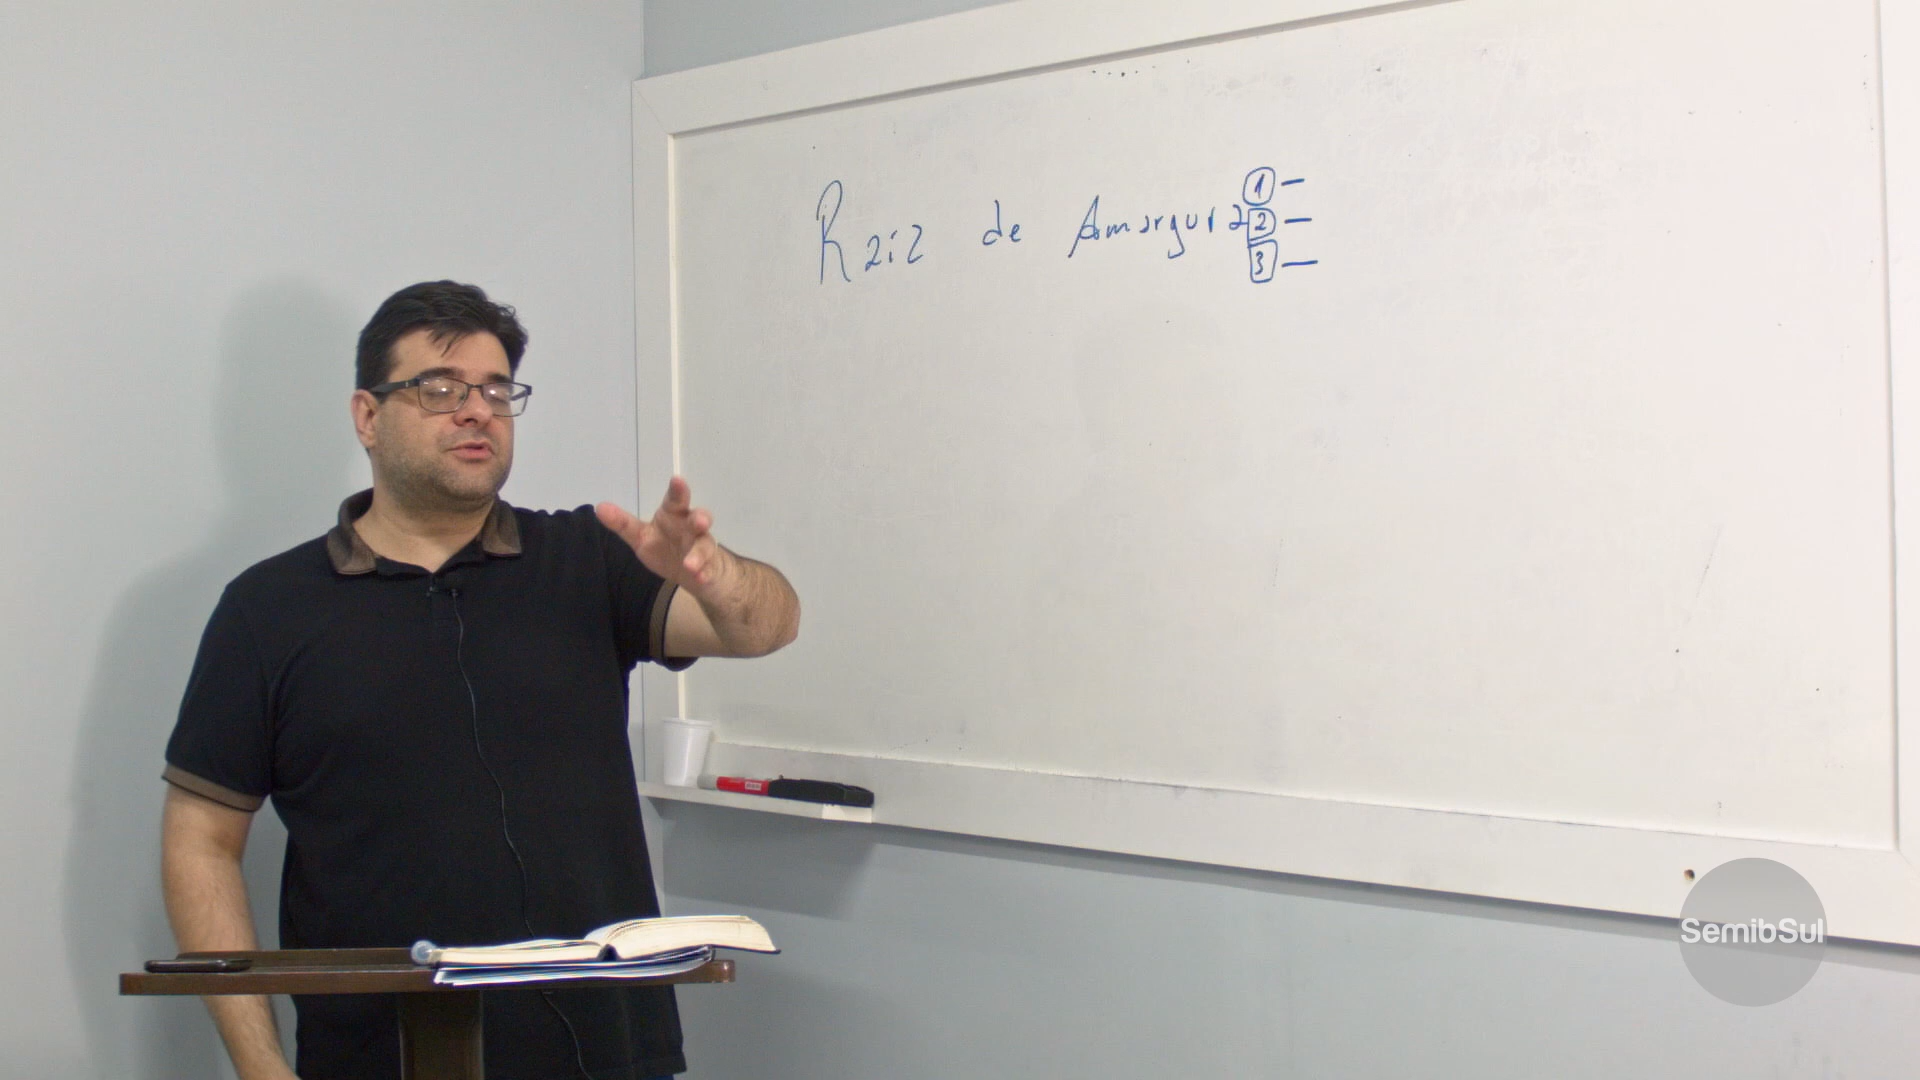 Raiz de Amargura
1 —
2 —
3 —
SemibSul